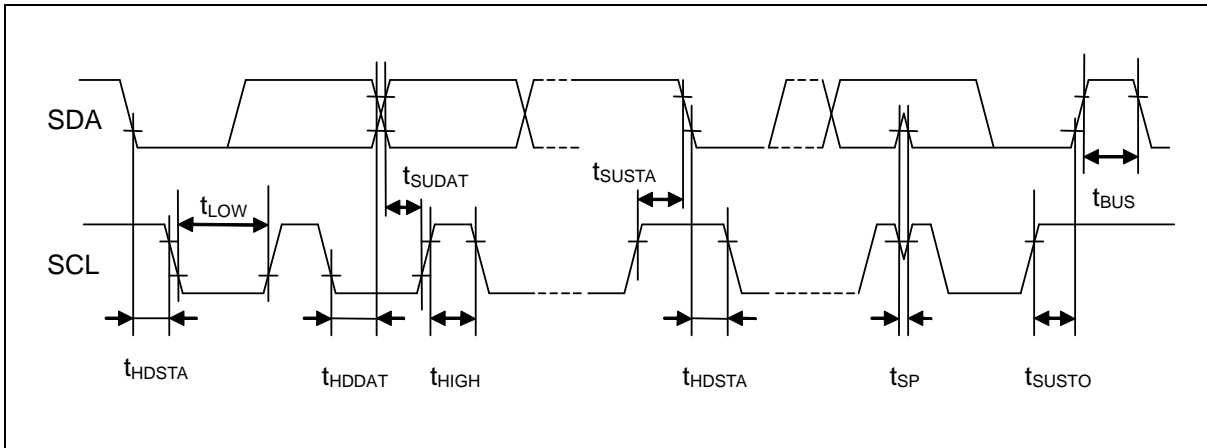 SDA
tSUDAT
tSUSTA
tLOW
tBUS
SCL
tHDSTA
tHDDAT
tHIGH
tHDSTA
tSP
tSUSTO